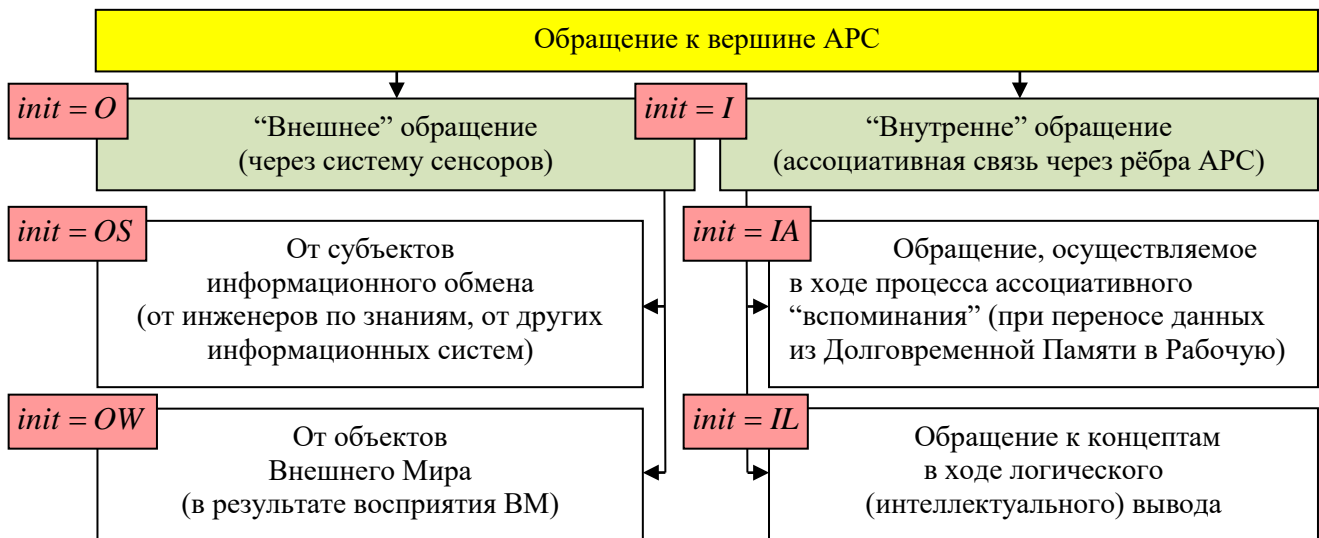 Обращение к вершине АРС
init = O
“Внешнее” обращение
(через систему сенсоров)
init = I
“Внутренне” обращение
(ассоциативная связь через рёбра АРС)
init = OS
От субъектов
информационного обмена
(от инженеров по знаниям, от других
информационных систем)
init = IA
Обращение, осуществляемое
в ходе процесса ассоциативного
“вспоминания” (при переносе данных
из Долговременной Памяти в Рабочую)
init = OW
От объектов
Внешнего Мира
(в результате восприятия ВМ)
init = IL
Обращение к концептам
в ходе логического
(интеллектуального) вывода